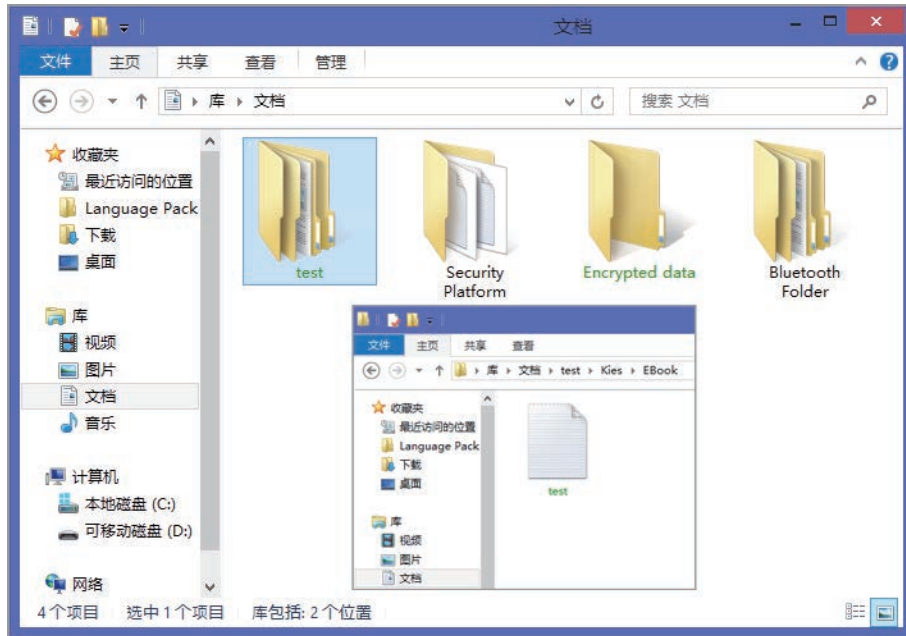 文档
文件 主页 共享 查看 管理
库 文档
搜索 文档
收藏夹
最近访问的位置
Language Pack
下载
桌面
库
视频
图片
文档
音乐
计算机
本地磁盘 (C:)
可移动磁盘 (D:)
网络
test
Security
Platform
Encrypted data
Bluetooth
Folder
文件 主页 共享 查看
库 文档 test Kies EBook
收藏夹
最近访问的位置
Language Pack
下载
桌面
库
视频
图片
文档
test
4 个项目 选中 1 个项目 库包括: 2 个位置